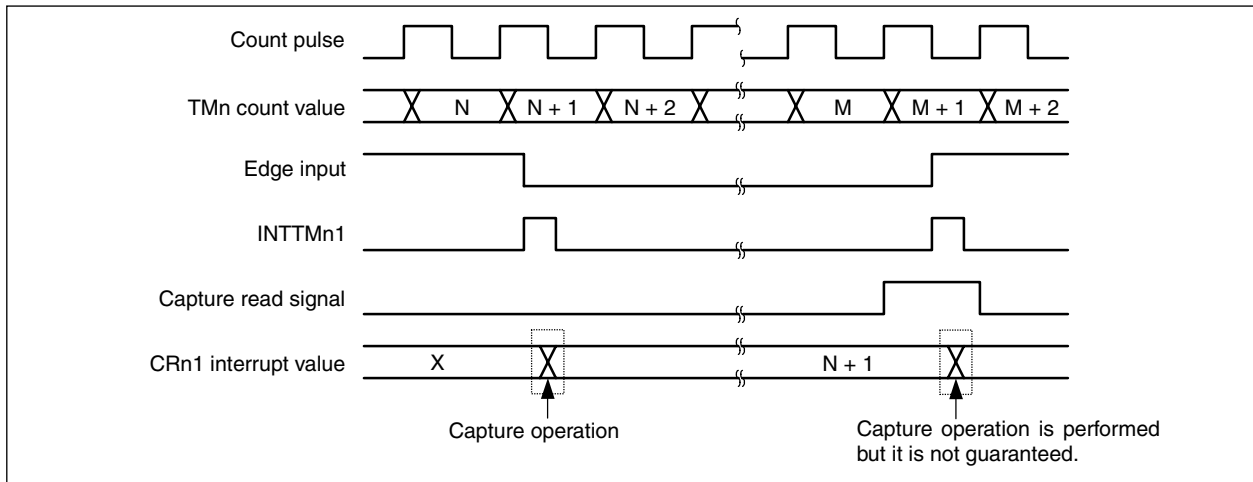 Count pulse
TMn count value
N
N + 1
N + 2
M
M + 1
M + 2
Edge input
INTTMn1
Capture read signal
CRn1 interrupt value
X
N + 1
Capture operation
Capture operation is performed
but it is not guaranteed.